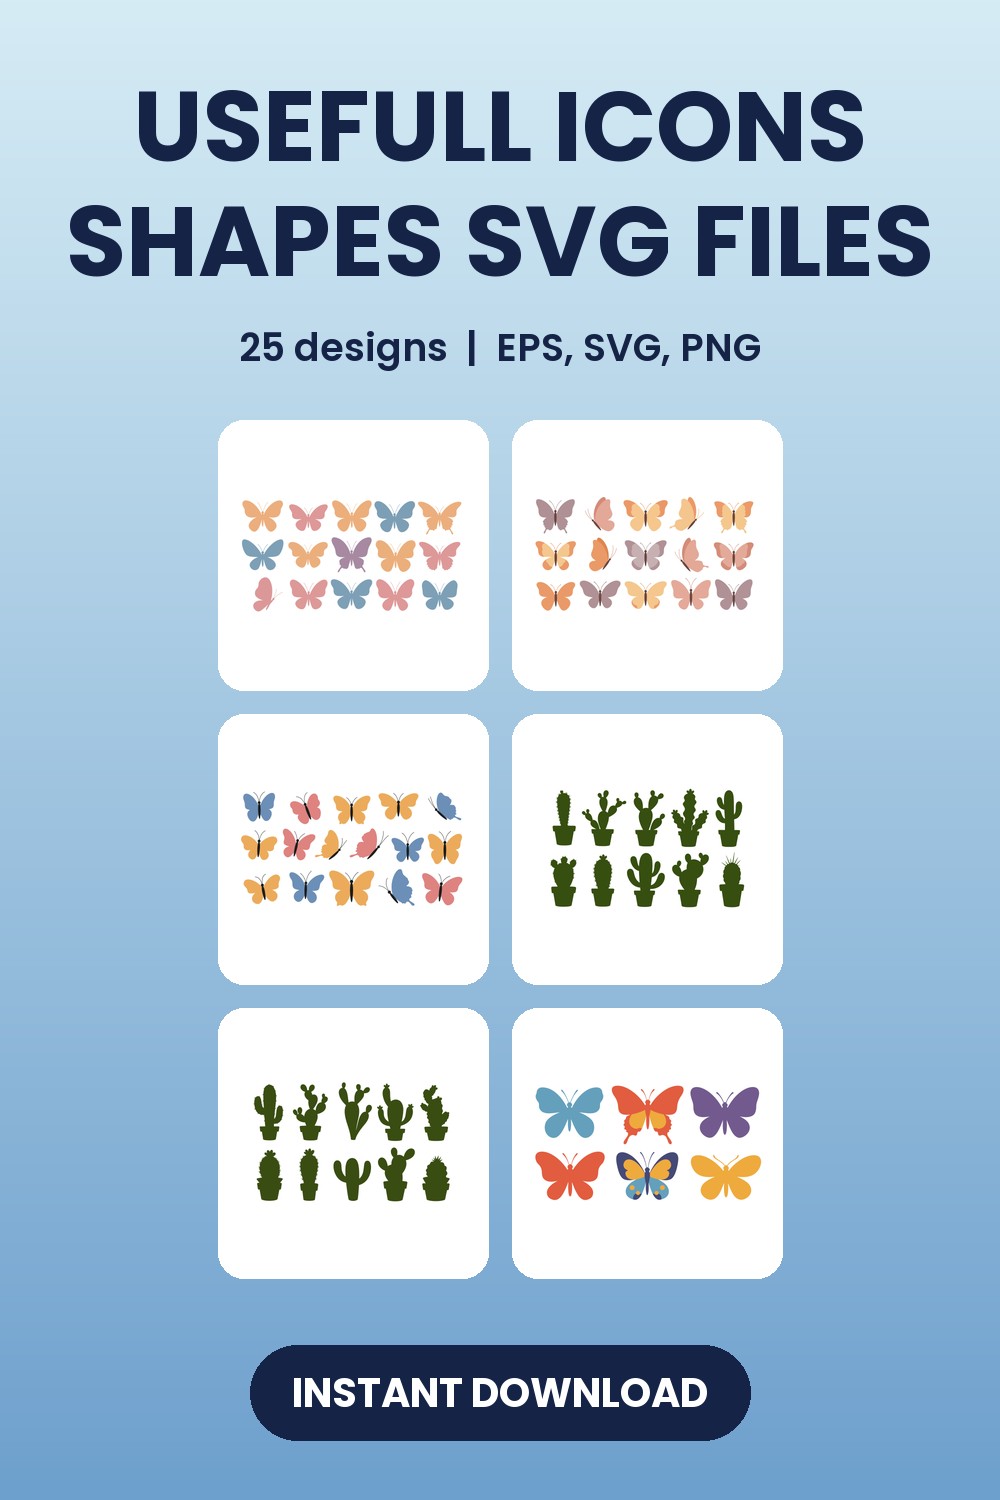 USEFULL ICONS
SHAPES SVG FILES
25 designs | EPS, SVG, PNG
INSTANT DOWNLOAD